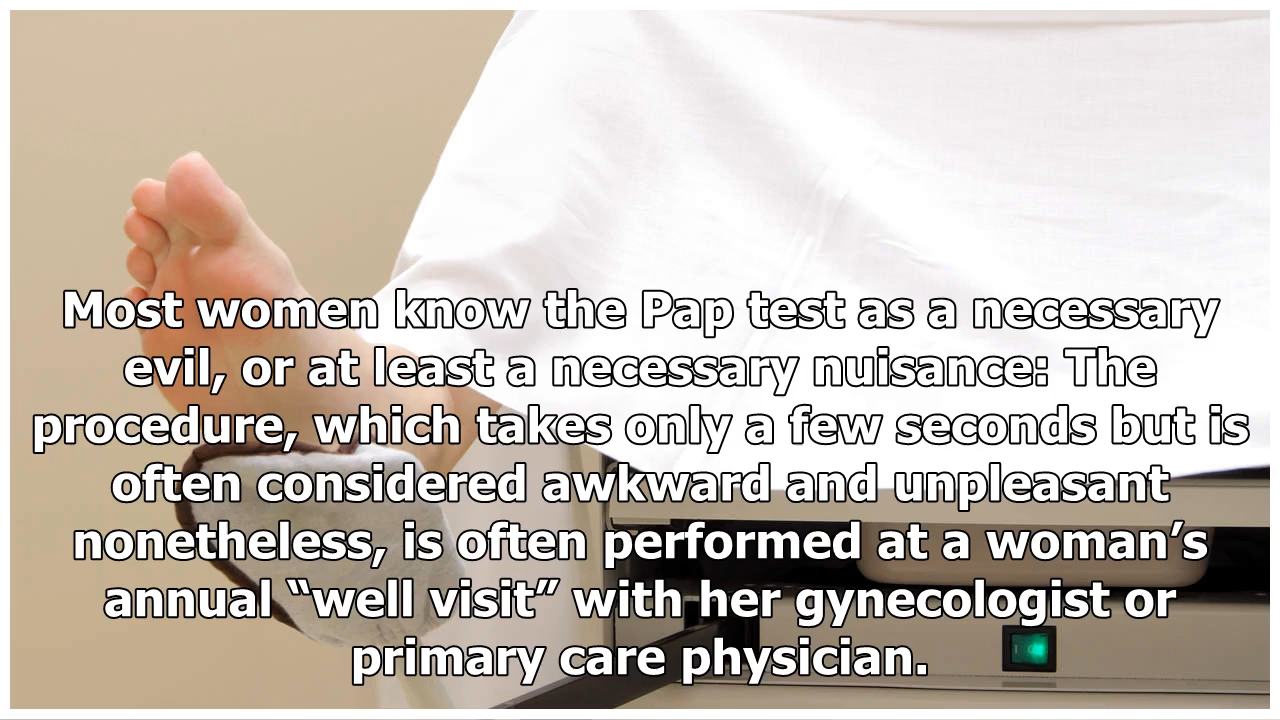 Most women know the Pap test as a necessary
evil, or at least a necessary nuisance: The
procedure, which takes only a few seconds but is
often considered awkward and unpleasant
nonetheless, is often performed at a woman’s
annual “well visit” with her gynecologist or
primary care physician.